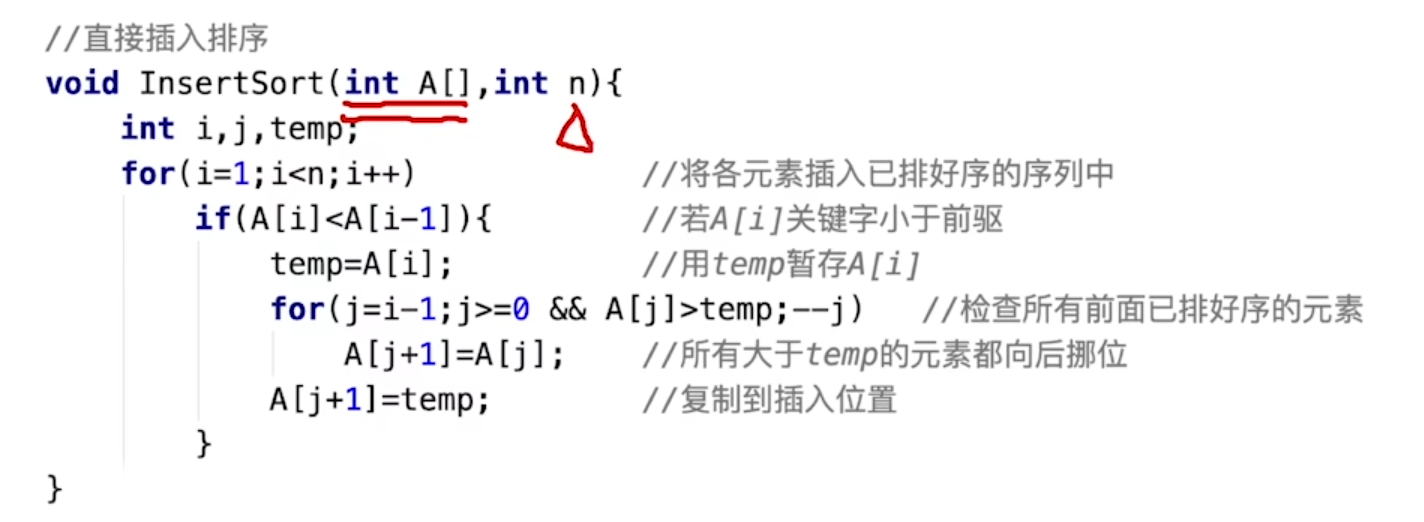 //直接插入排序
void InsertSort(int A[],int n){
    int i,j,temp;
    for(i=1;i<n;i++)            //将各元素插入已排好序的序列中
        if(A[i]<A[i-1]){        //若A[i]关键字小于前驱
            temp=A[i];          //用temp暂存A[i]
            for(j=i-1;j>=0 && A[j]>temp;--j)   //检查所有前面已排好序的元素
                A[j+1]=A[j];    //所有大于temp的元素都向后挪位
            A[j+1]=temp;        //复制到插入位置
        }
}